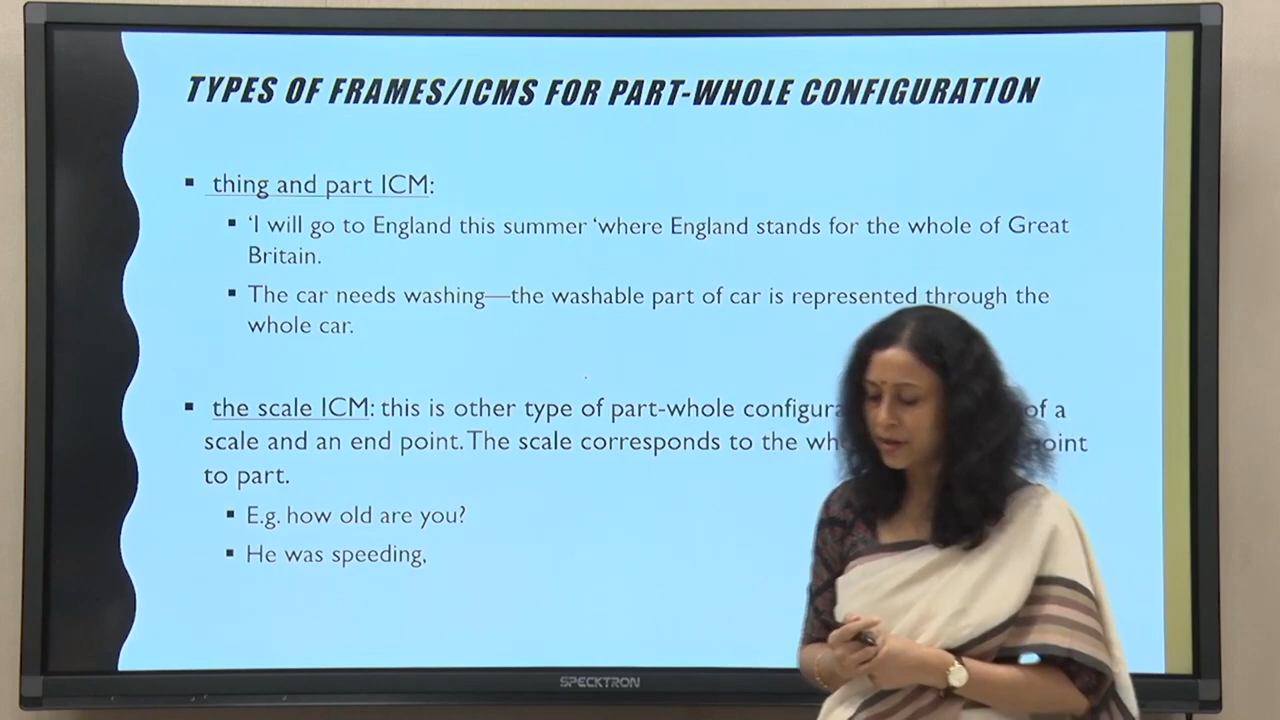 TYPES OF FRAMES/ICMS FOR PART-WHOLE CONFIGURATION
▪ thing and part ICM:
▪ ‘I will go to England this summer ‘where England stands for the whole of Great
Britain.
▪ The car needs washing—the washable part of car is represented through the
whole car.
▪ the scale ICM: this is other type of part-whole of a
scale and an end point. The scale corresponds to the
to part.
▪ E.g. how old are you?
▪ He was speeding,
SPECKTRON